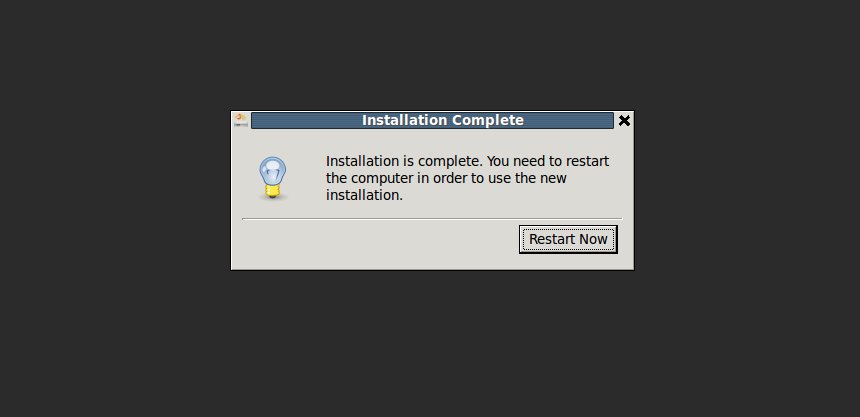 Installation Complete
Installation is complete. You need to restart
the computer in order to use the new
installation.
Restart Now